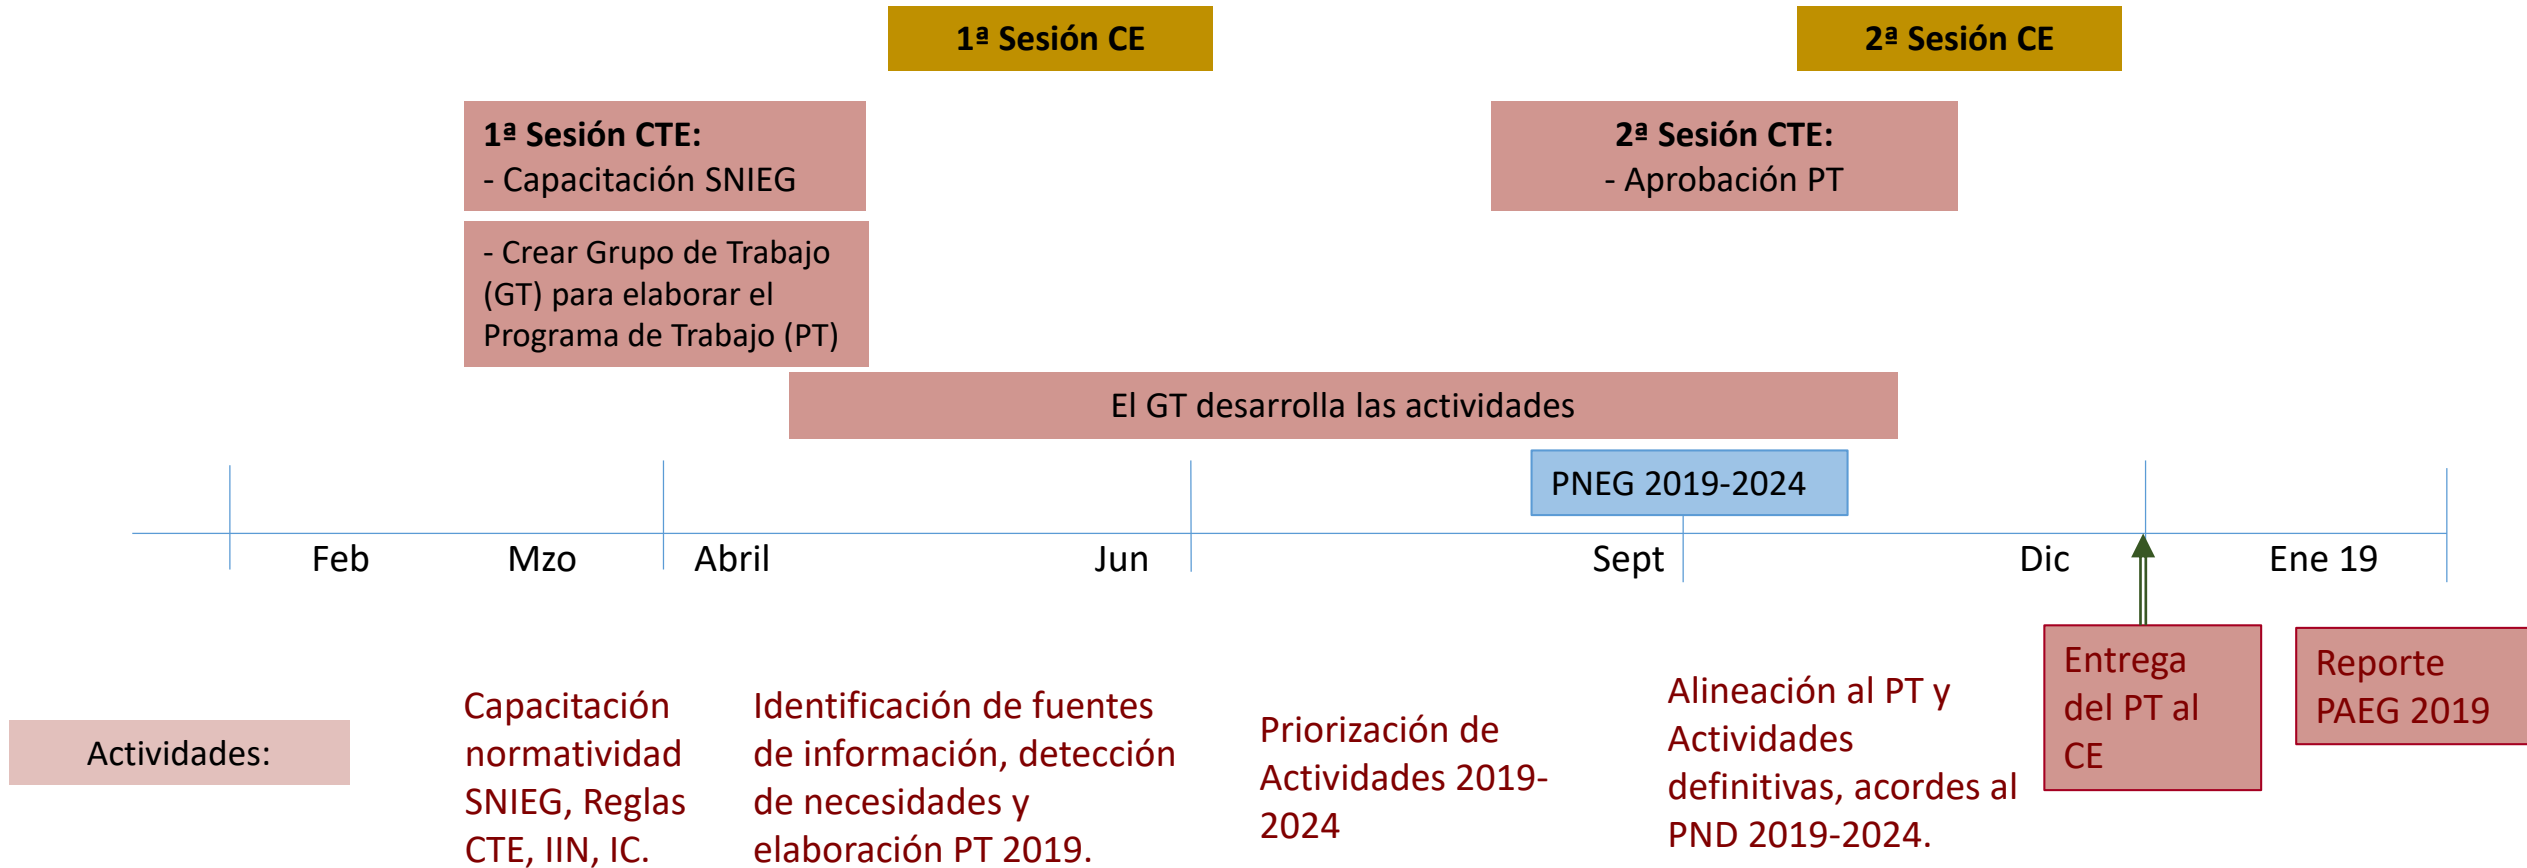 1ª Sesión CE
2ª Sesión CE
1ª Sesión CTE:
- Capacitación SNIEG
2ª Sesión CTE:
- Aprobación PT
- Crear Grupo de Trabajo
(GT) para elaborar el
Programa de Trabajo (PT)
El GT desarrolla las actividades
PNEG 2019-2024
Feb
Mzo
Abril
Jun
Sept
Dic
Ene 19
Actividades:
Capacitación
normatividad
SNIEG, Reglas
CTE, IIN, IC.
Identificación de fuentes
de información, detección
de necesidades y
elaboración PT 2019.
Priorización de
Actividades 2019-
2024
Alineación al PT y
Actividades
definitivas, acordes al
PND 2019-2024.
Entrega
del PT al
CE
Reporte
PAEG 2019